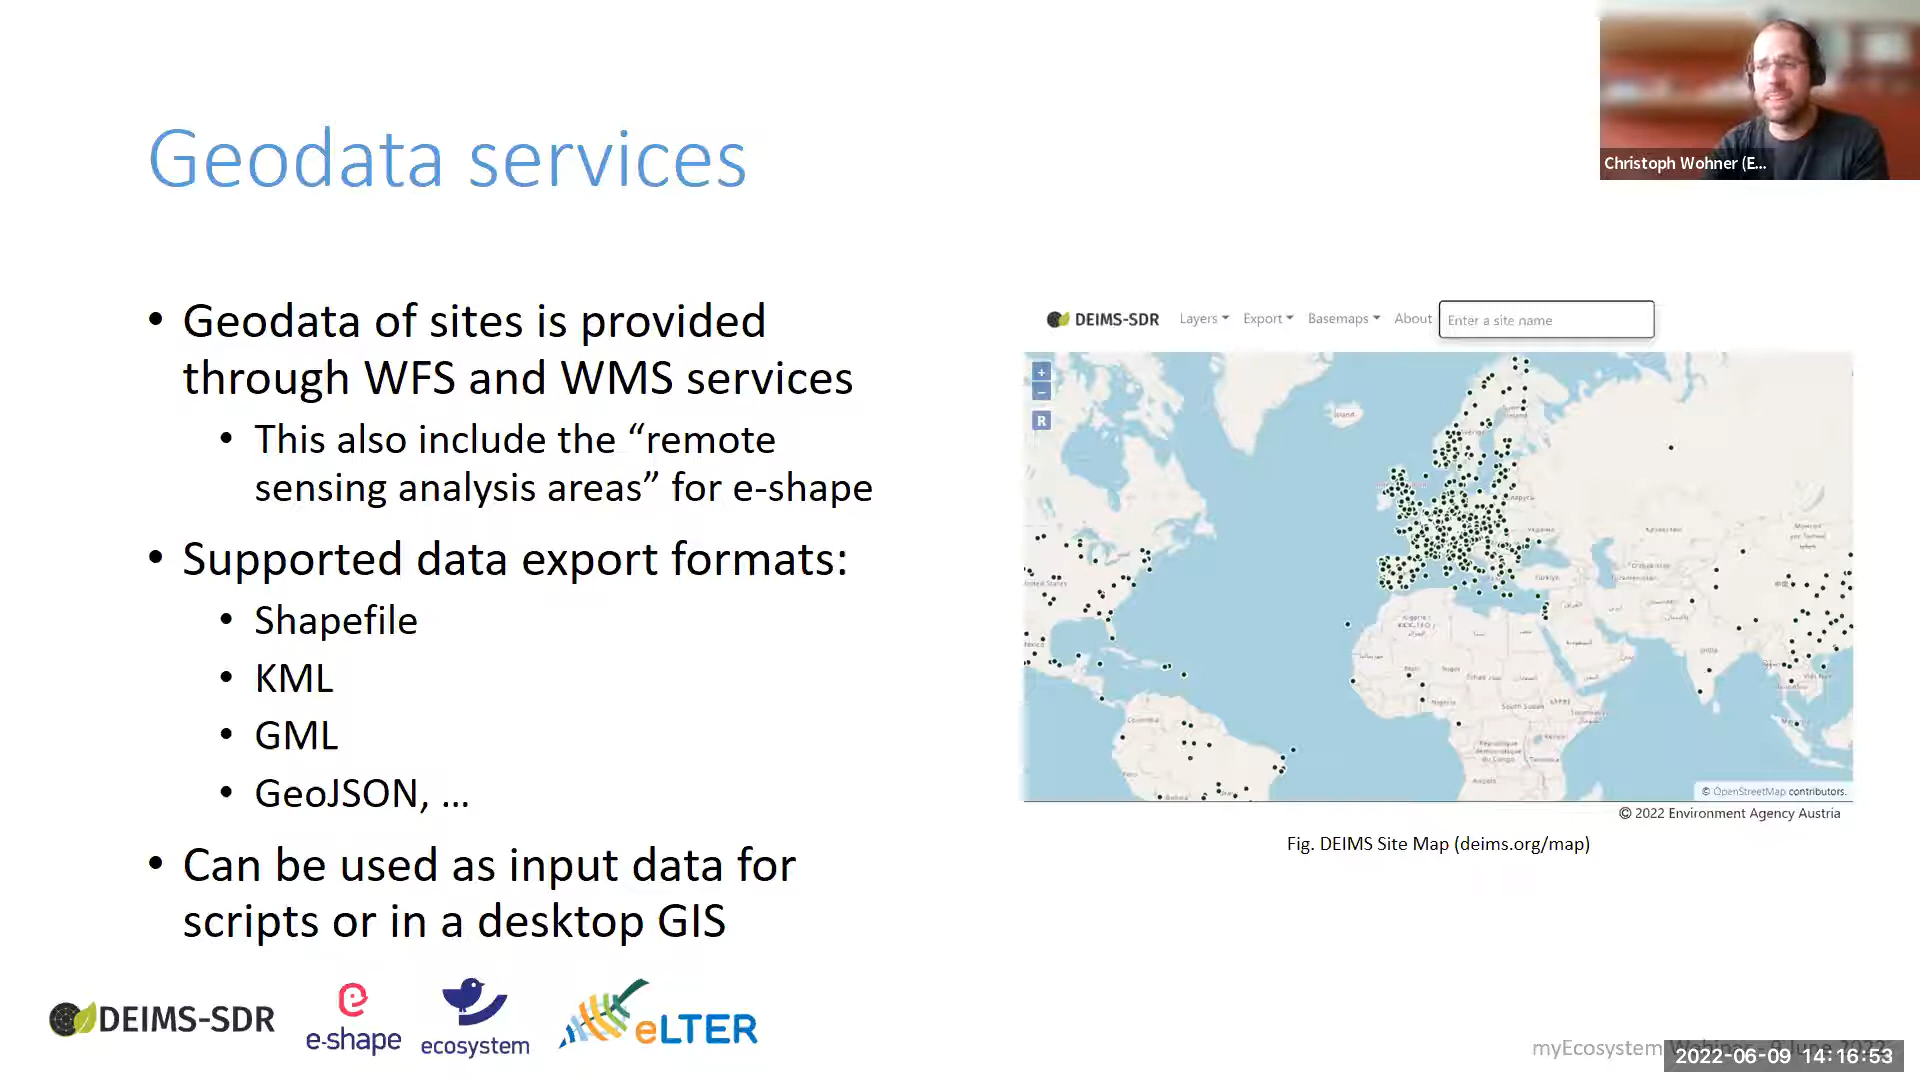 Christoph Wohner (E...
Geodata services
• Geodata of sites is provided
through WFS and WMS services
• This also include the “remote
sensing analysis areas” for e-shape
• Supported data export formats:
• Shapefile
• KML
• GML
• GeoJSON, ...
• Can be used as input data for
scripts or in a desktop GIS
DEIMS-SDR Layers Export Basemaps About Enter a site name
+
−
R
© OpenStreetMap contributors.
© 2022 Environment Agency Austria
Fig. DEIMS Site Map (deims.org/map)
DEIMS-SDR
e-shape
ecosystem
eLTER
myEcosystem
2022-06-09 14:16:53